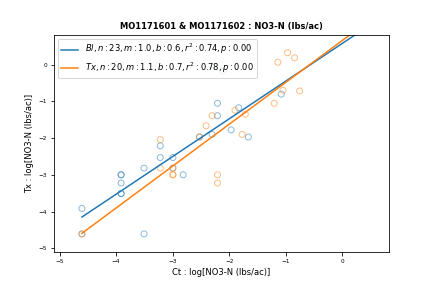 MO1171601 & MO1171602 : NO3-N (lbs/ac)
Bl, n : 23, m : 1.0, b : 0.6, r² : 0.74, p : 0.00
Tx, n : 20, m : 1.1, b : 0.7, r² : 0.78, p : 0.00
Tx : log[NO3-N (lbs/ac)]
0
−1
−2
−3
−4
−5
−5 −4 −3 −2 −1 0
Ct : log[NO3-N (lbs/ac)]